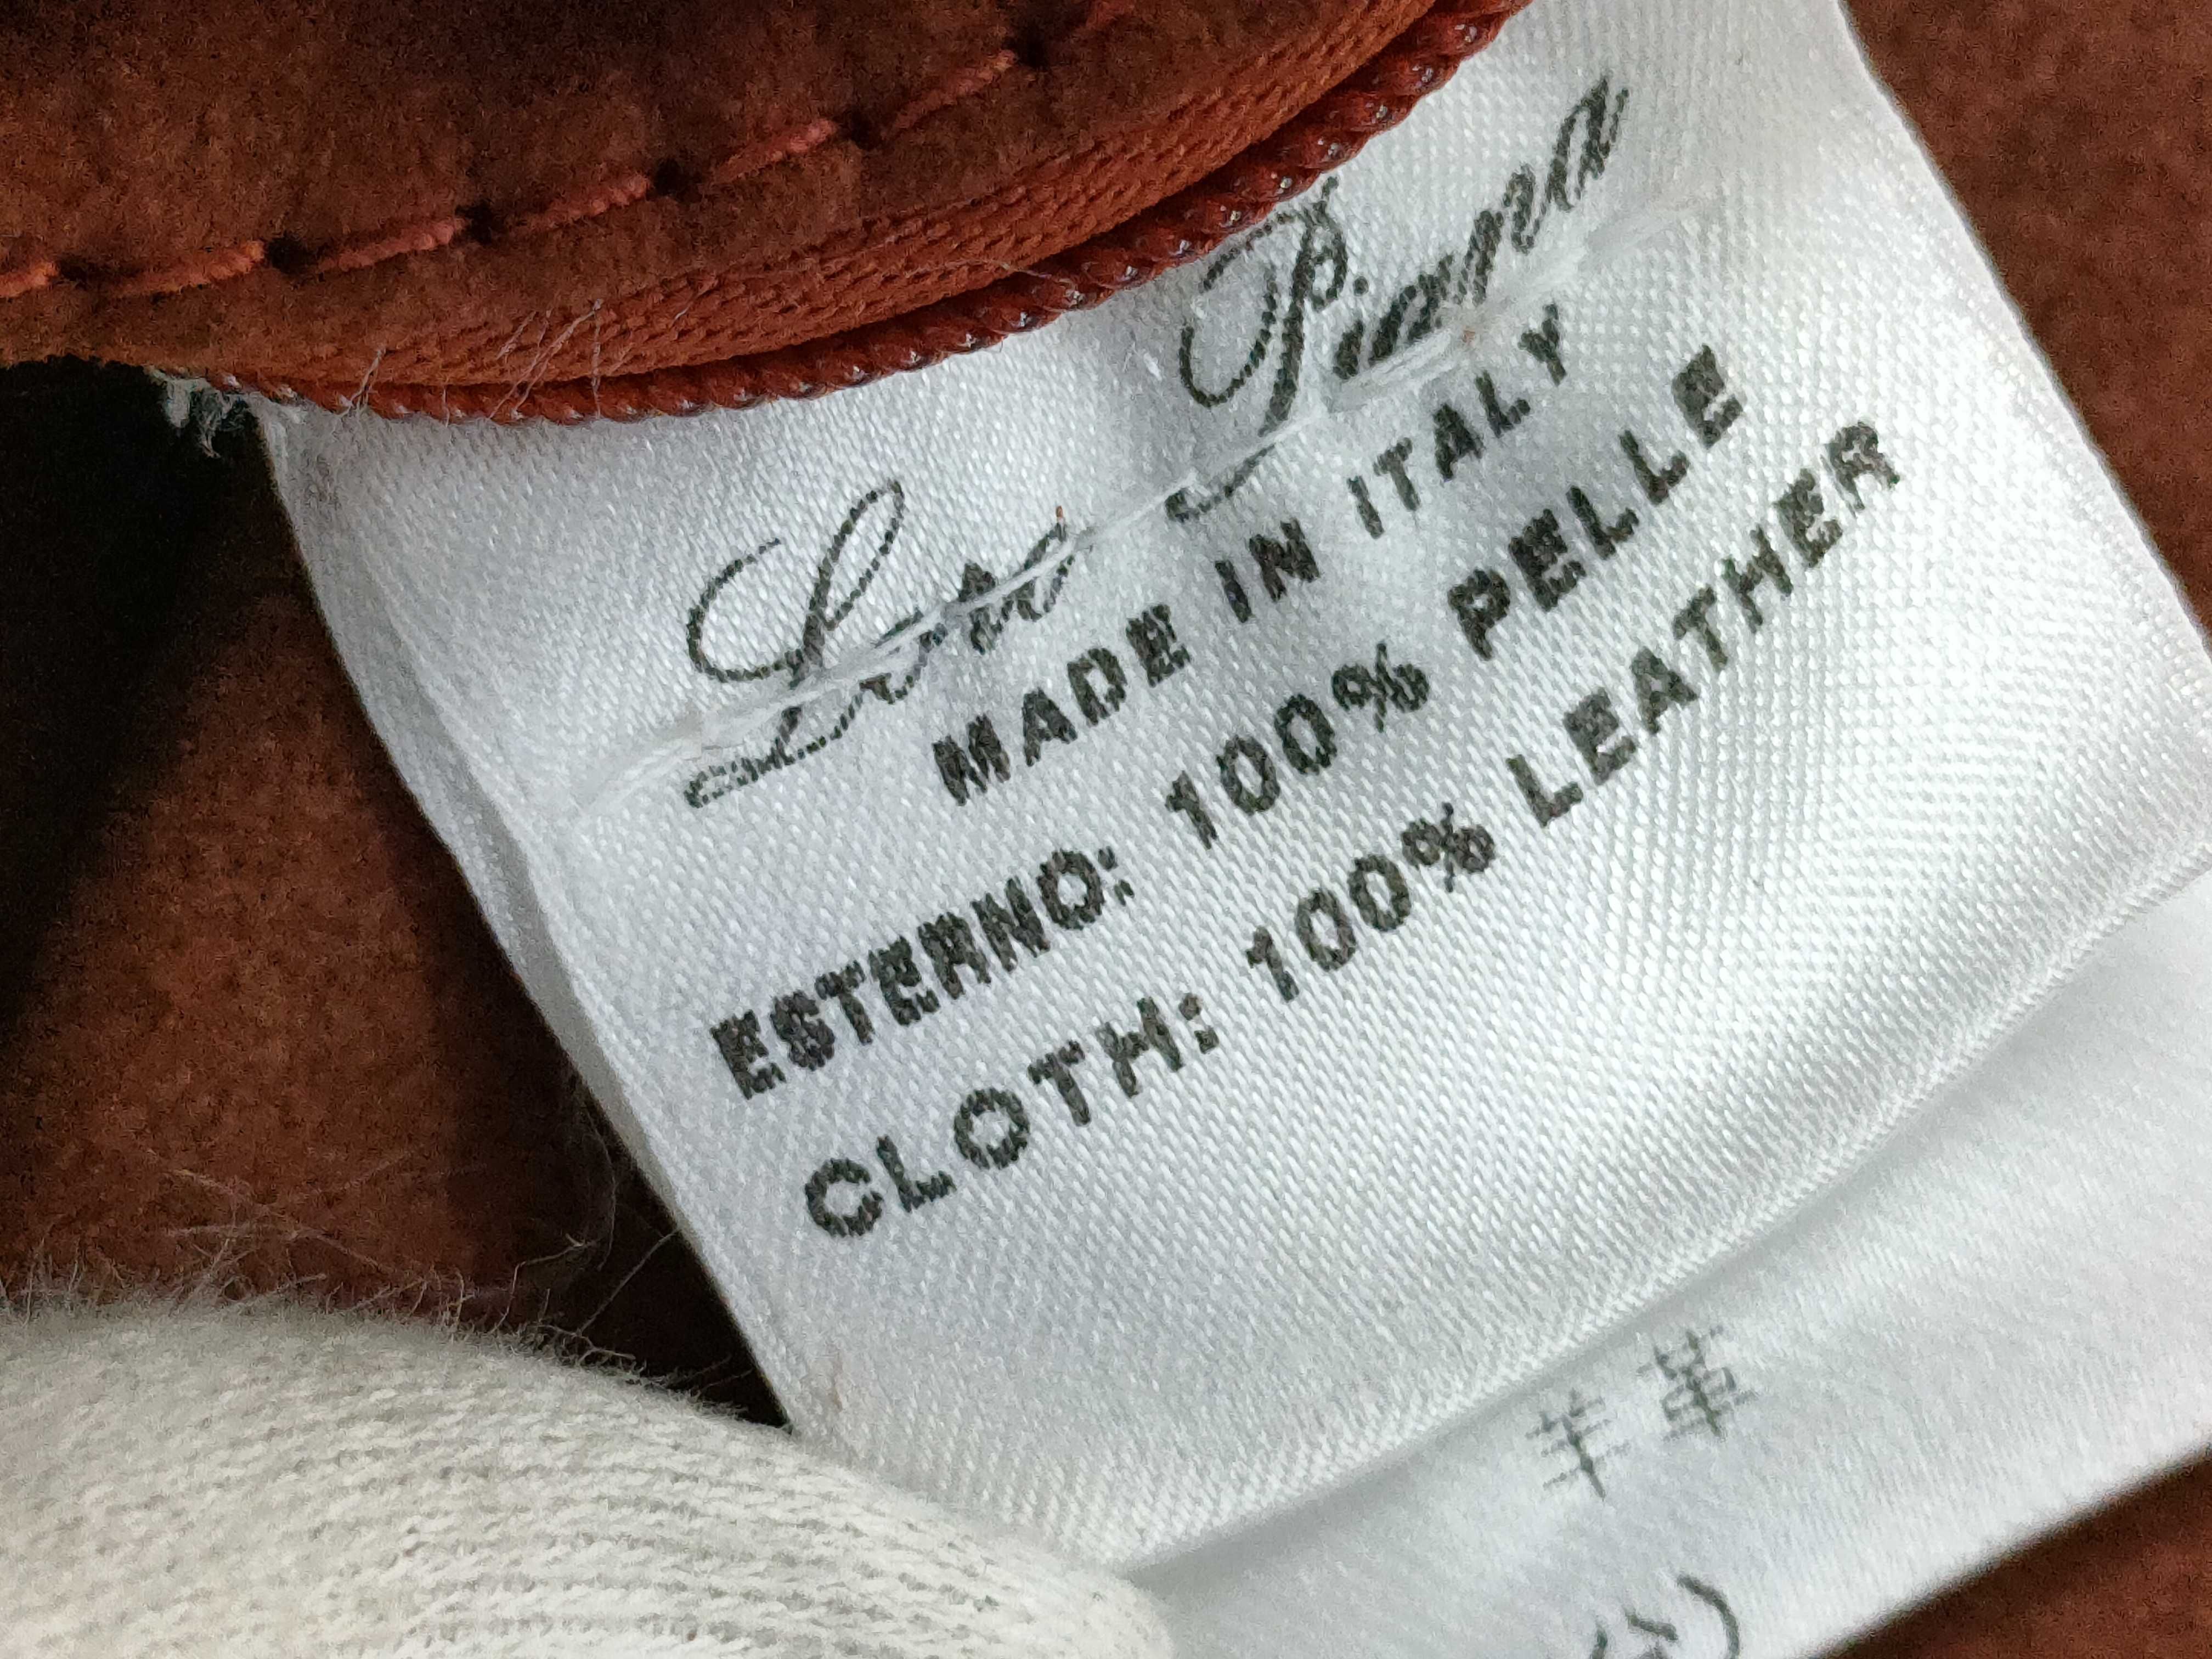 Loro Piana
MADE IN ITALY
ESTERNO: 100% PELLE
CLOTH: 100% LEATHER
羊革